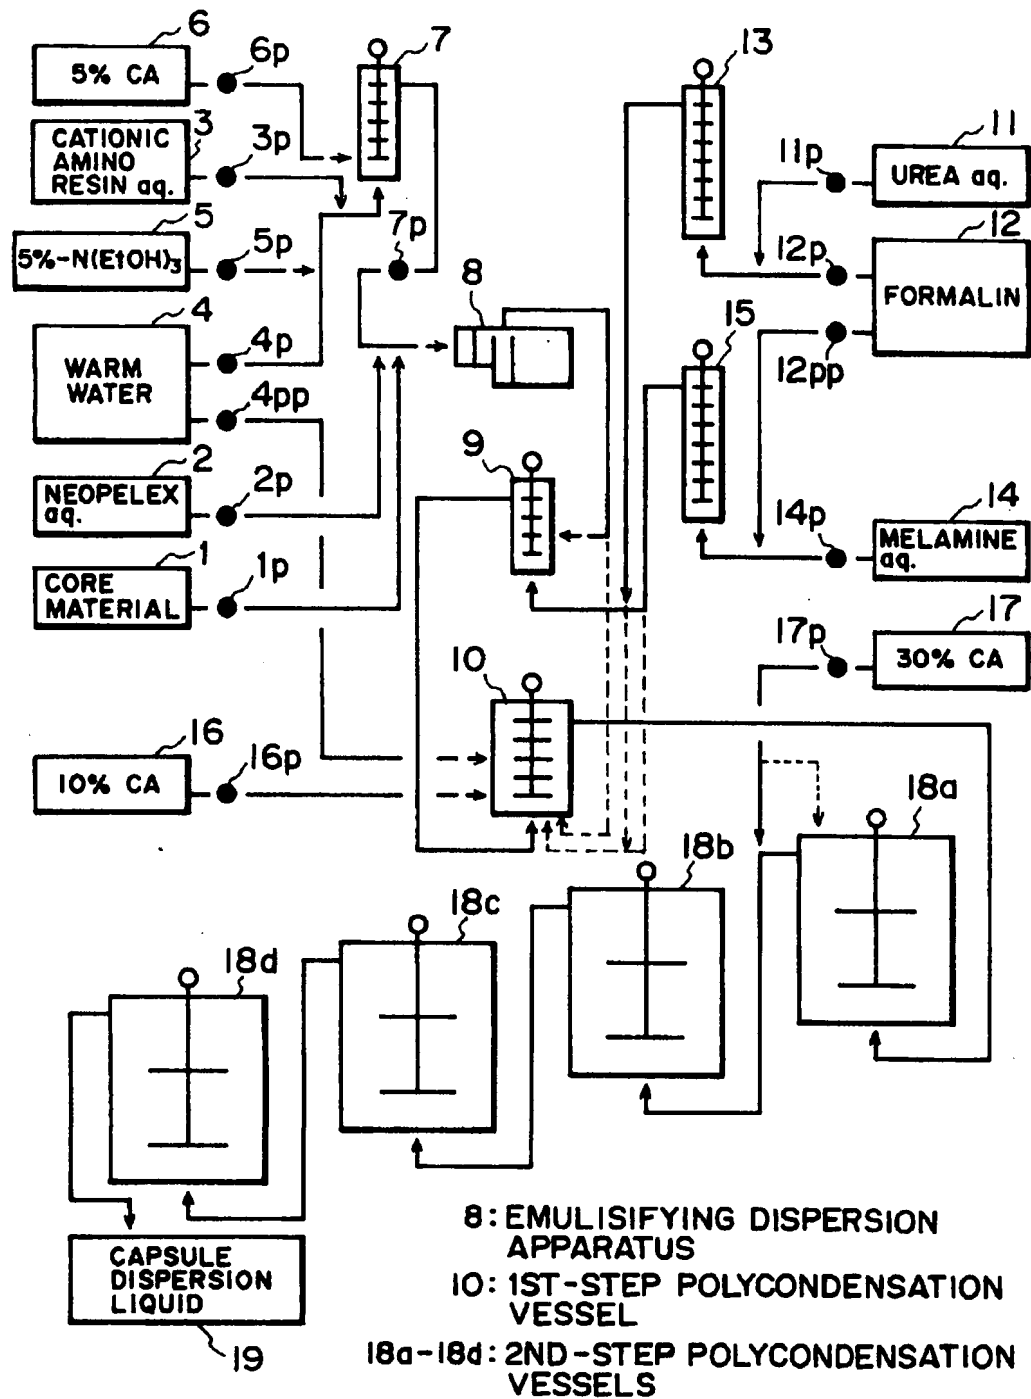 6
5% CA
6p
7
13
3
CATIONIC
AMINO
RESIN aq.
3p
11p
11
UREA aq.
5
5%-N(EtOH)3
5p
7p
8
12p
12
FORMALIN
12pp
4
WARM
WATER
4p
4pp
15
2
NEOPELEX
aq.
2p
9
14p
14
MELAMINE
aq.
1
CORE
MATERIAL
1p
17p
17
30% CA
10
16
10% CA
16p
18a
18b
18c
18d
CAPSULE
DISPERSION
LIQUID
19
8: EMULISIFYING DISPERSION
APPARATUS
10: 1ST-STEP POLYCONDENSATION
VESSEL
18a-18d: 2ND-STEP POLYCONDENSATION
VESSELS